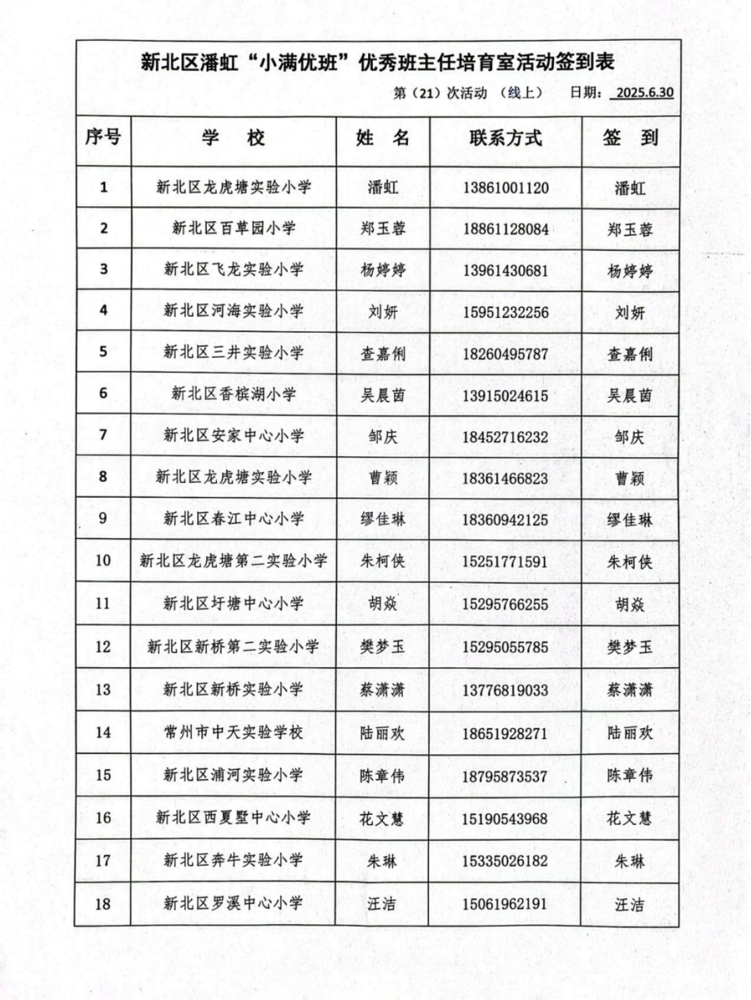 新北区潘虹“小满优班”优秀班主任培育室活动签到表
第（21）次活动 （线上） 日期： 2025.6.30
序号 学 校 姓 名 联系方式 签 到
1 新北区龙虎塘实验小学 潘虹 13861001120 潘虹
2 新北区百草园小学 郑玉蓉 18861128084 郑玉蓉
3 新北区飞龙实验小学 杨婷婷 13961430681 杨婷婷
4 新北区河海实验小学 刘妍 15951232256 刘妍
5 新北区三井实验小学 查嘉俐 18260495787 查嘉俐
6 新北区香槟湖小学 吴晨茵 13915024615 吴晨茵
7 新北区安家中心小学 邹庆 18452716232 邹庆
8 新北区龙虎塘实验小学 曹颖 18361466823 曹颖
9 新北区春江中心小学 缪佳琳 18360942125 缪佳琳
10 新北区龙虎塘第二实验小学 朱柯侠 15251771591 朱柯侠
11 新北区圩塘中心小学 胡焱 15295766255 胡焱
12 新北区新桥第二实验小学 樊梦玉 15295055785 樊梦玉
13 新北区新桥实验小学 蔡潇潇 13776819033 蔡潇潇
14 常州市中天实验学校 陆丽欢 18651928271 陆丽欢
15 新北区浦河实验小学 陈章伟 18795873537 陈章伟
16 新北区西夏墅中心小学 花文慧 15190543968 花文慧
17 新北区奔牛实验小学 朱琳 15335026182 朱琳
18 新北区罗溪中心小学 汪洁 15061962191 汪洁